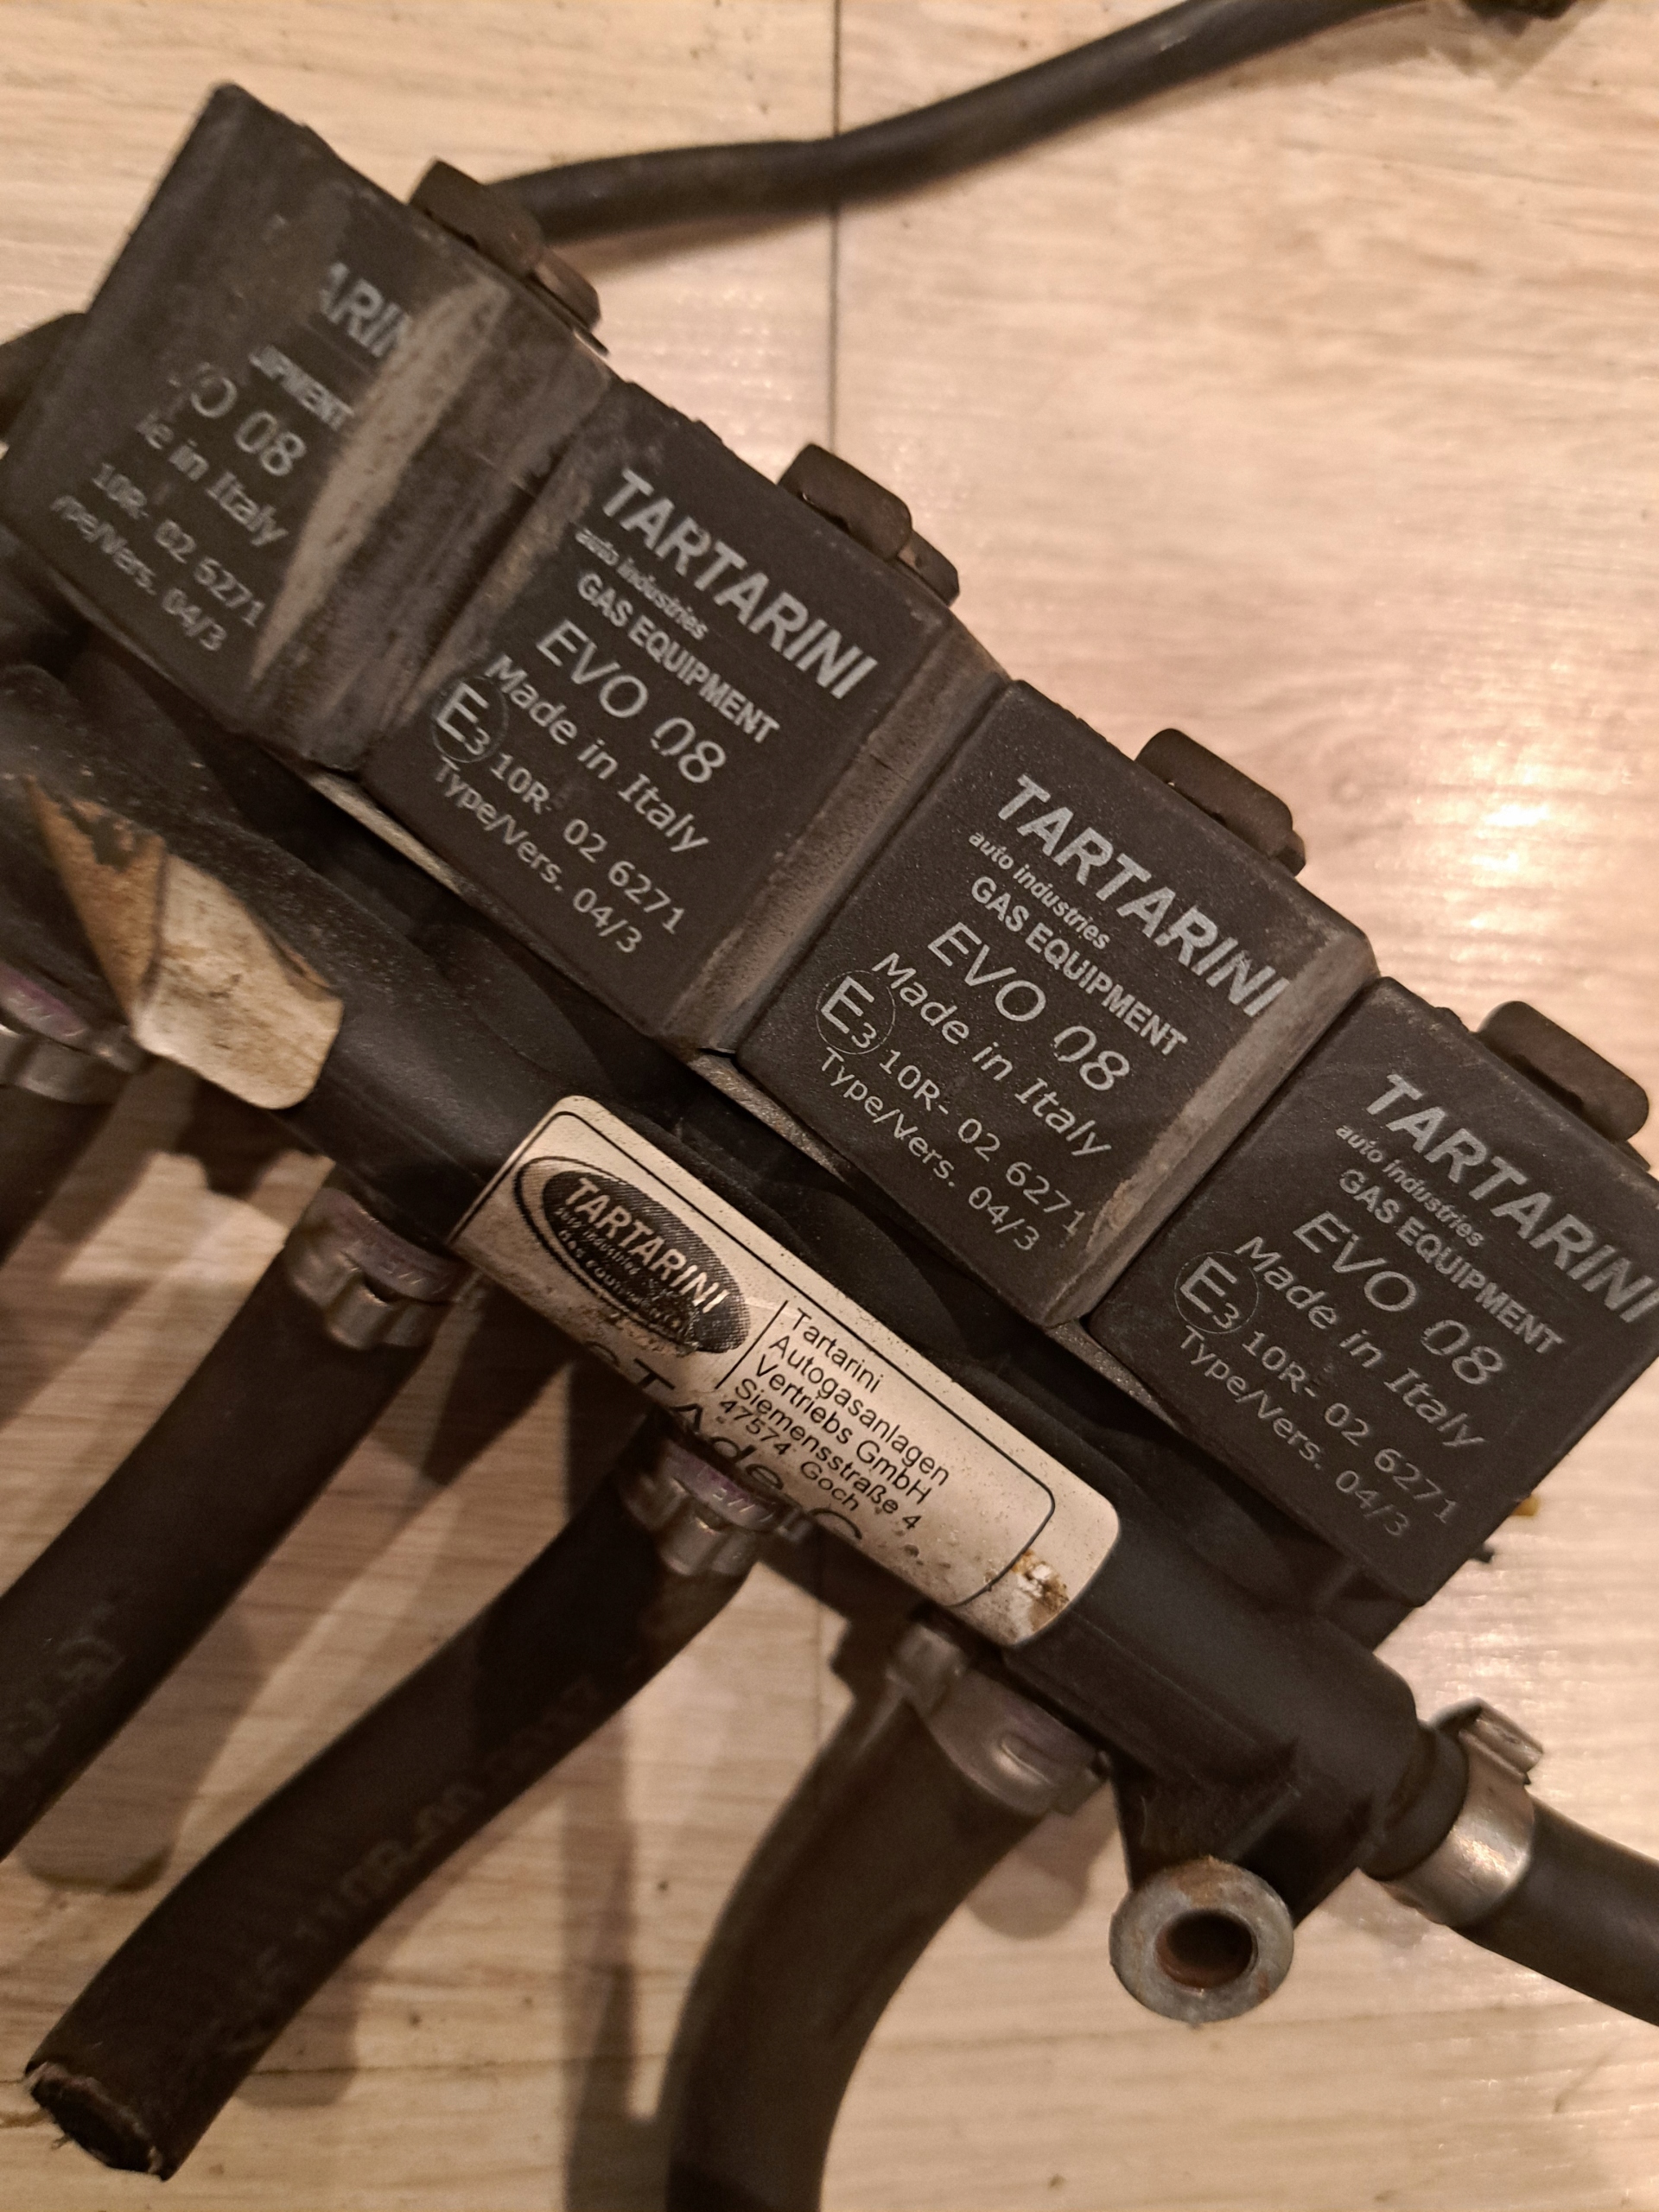 O 08
in Italy
10R- 02 6271
04/3
TARTARINI
auto industries
GAS EQUIPMENT
EVO 08
Made in Italy
E3 10R- 02 6271
Type/Vers. 04/3
TARTARINI
auto industries
GAS EQUIPMENT
EVO 08
Made in Italy
E3 10R- 02 6271
Type/Vers. 04/3
TARTARINI
auto industries
GAS EQUIPMENT
EVO 08
Made in Italy
E3 10R- 02 6271
Type/Vers. 04/3
TARTARINI
Tartarini
Autogasanlagen
Vertriebs GmbH
Siemensstraße 4
47574 Goch